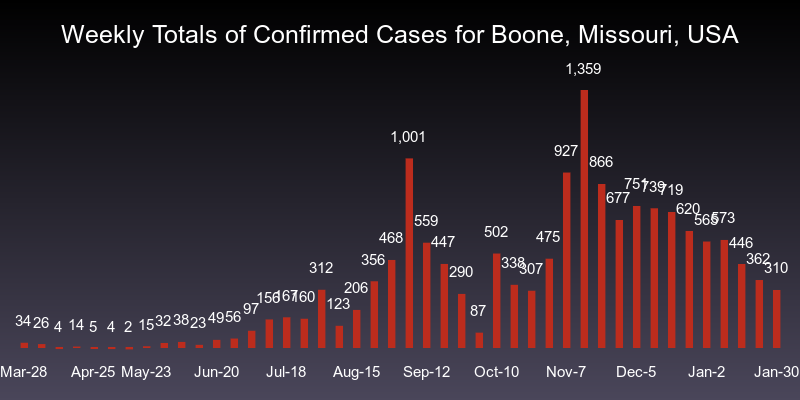 Weekly Totals of Confirmed Cases for Boone, Missouri, USA
34 26 4 14 5 4 2 15 32 38 23 49 56 97 156 167 160 312 123 206 356 468 1,001 559 447 290 87 502 338 307 475 927 1,359 866 677 751 739 719 620 565 573 446 362 310
Mar-28 Apr-25 May-23 Jun-20 Jul-18 Aug-15 Sep-12 Oct-10 Nov-7 Dec-5 Jan-2 Jan-30